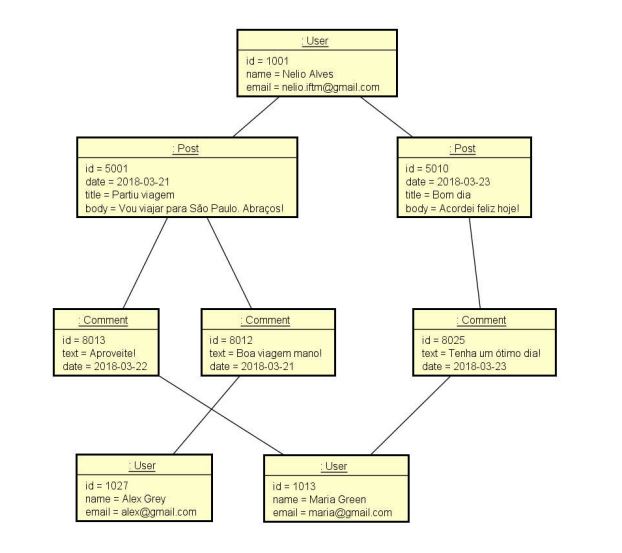 : User
id = 1001
name = Nelio Alves
email = nelio.iftm@gmail.com
: Post
id = 5001
date = 2018-03-21
title = Partiu viagem
body = Vou viajar para São Paulo. Abraços!
: Post
id = 5010
date = 2018-03-23
title = Bom dia
body = Acordei feliz hoje!
: Comment
id = 8013
text = Aproveite!
date = 2018-03-22
: Comment
id = 8012
text = Boa viagem mano!
date = 2018-03-21
: Comment
id = 8025
text = Tenha um ótimo dia!
date = 2018-03-23
: User
id = 1027
name = Alex Grey
email = alex@gmail.com
: User
id = 1013
name = Maria Green
email = maria@gmail.com